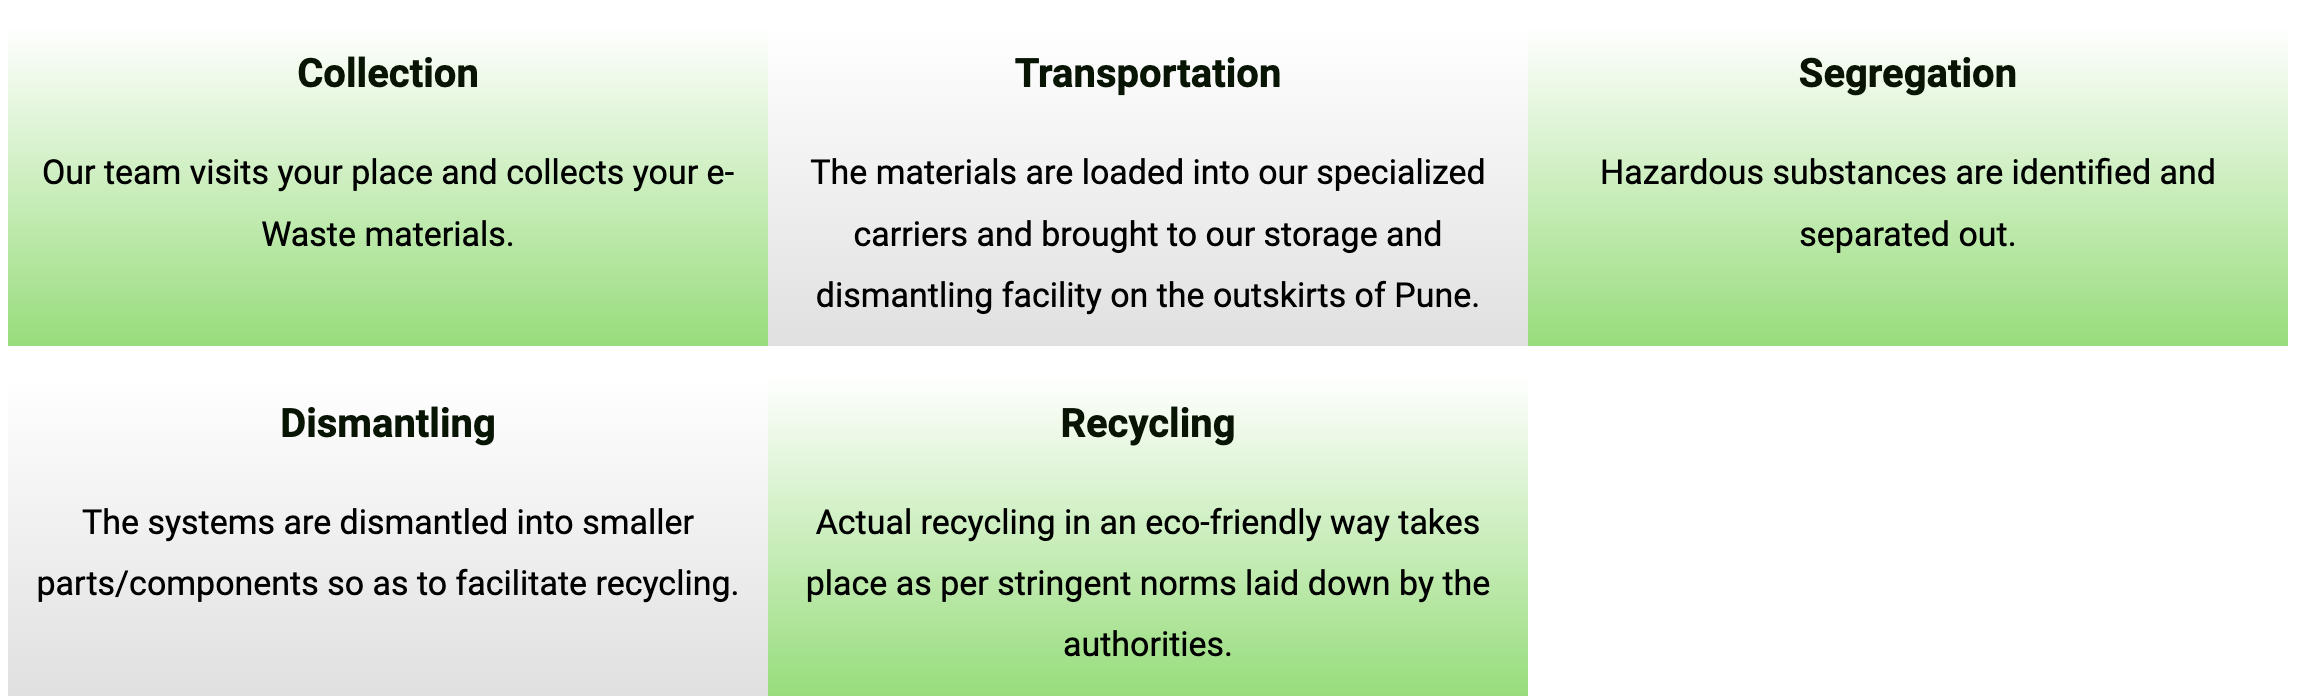 Collection
Our team visits your place and collects your e-
Waste materials.
Transportation
The materials are loaded into our specialized
carriers and brought to our storage and
dismantling facility on the outskirts of Pune.
Segregation
Hazardous substances are identified and
separated out.
Dismantling
The systems are dismantled into smaller
parts/components so as to facilitate recycling.
Recycling
Actual recycling in an eco-friendly way takes
place as per stringent norms laid down by the
authorities.